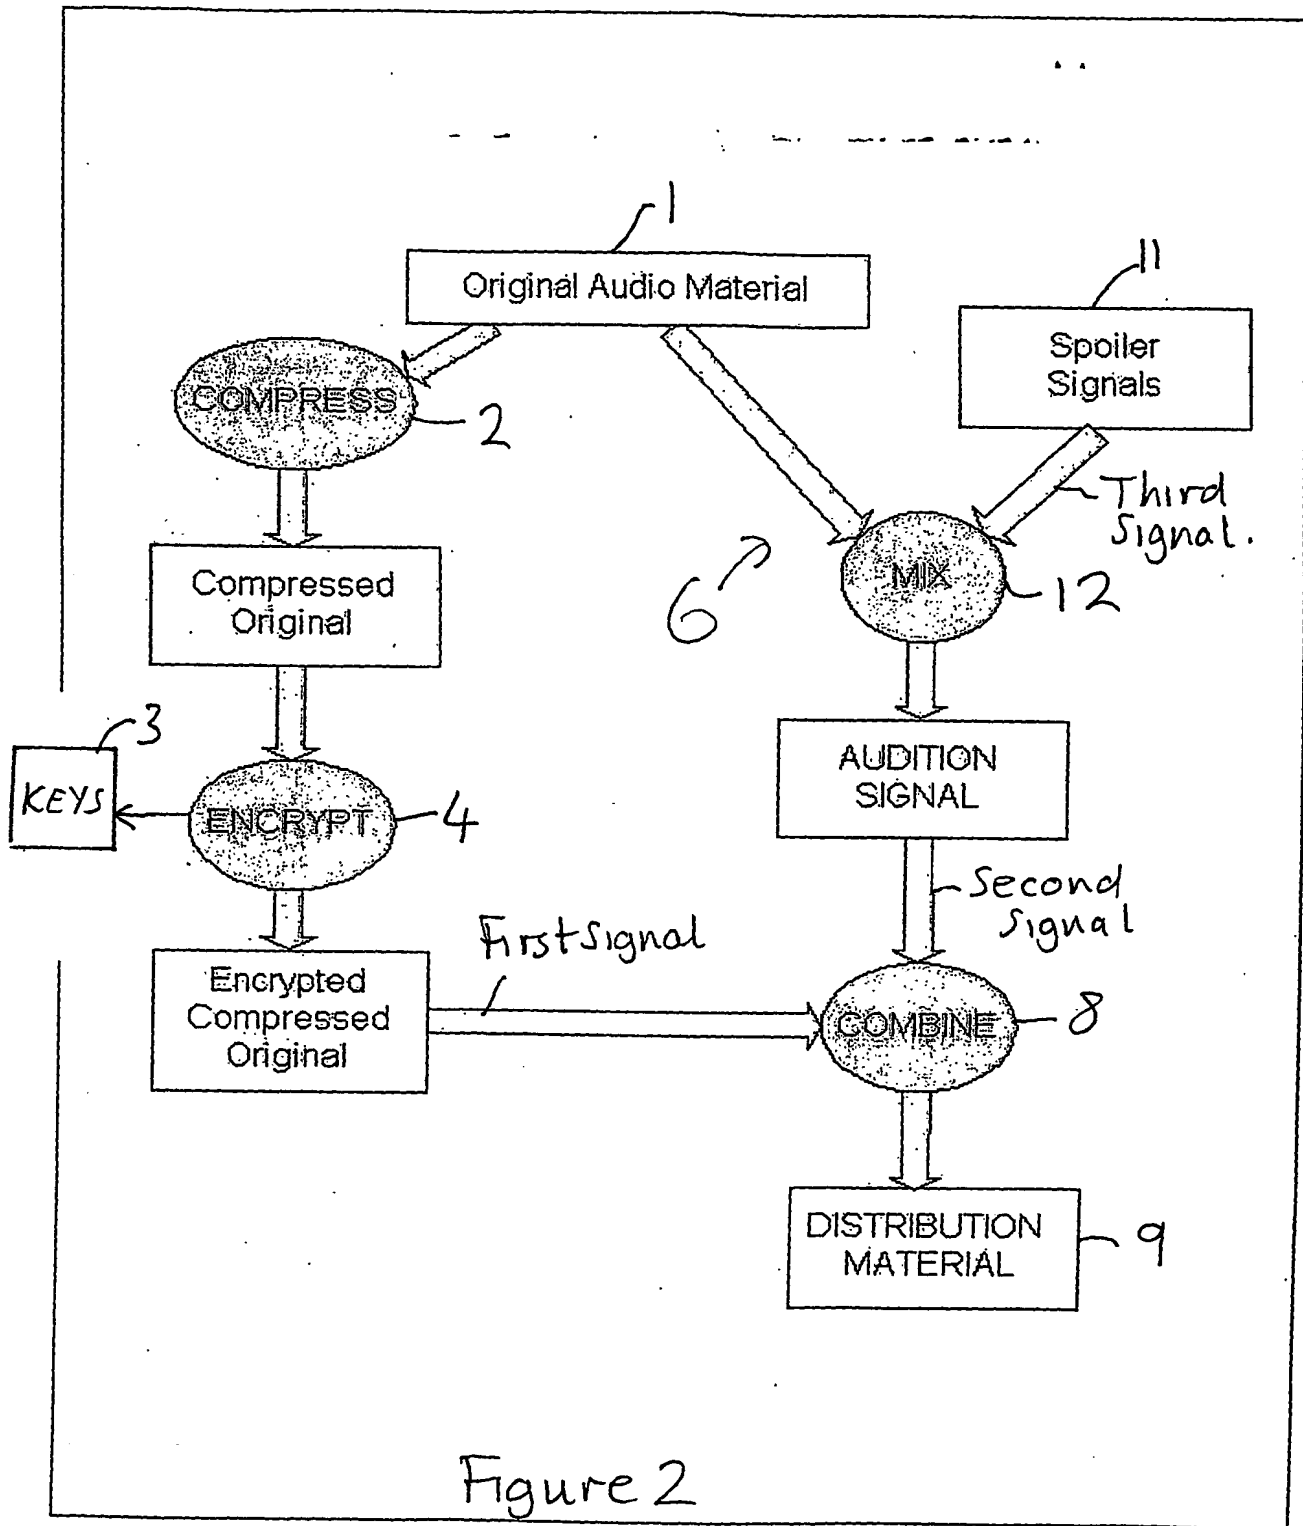 1
Original Audio Material
11
Spoiler
Signals
COMPRESS
2
Third
Signal.
MIX
12
6
Compressed
Original
3
KEYS
ENCRYPT
4
AUDITION
SIGNAL
Second
Signal
First Signal
Encrypted
Compressed
Original
COMBINE
8
DISTRIBUTION
MATERIAL
9
Figure 2